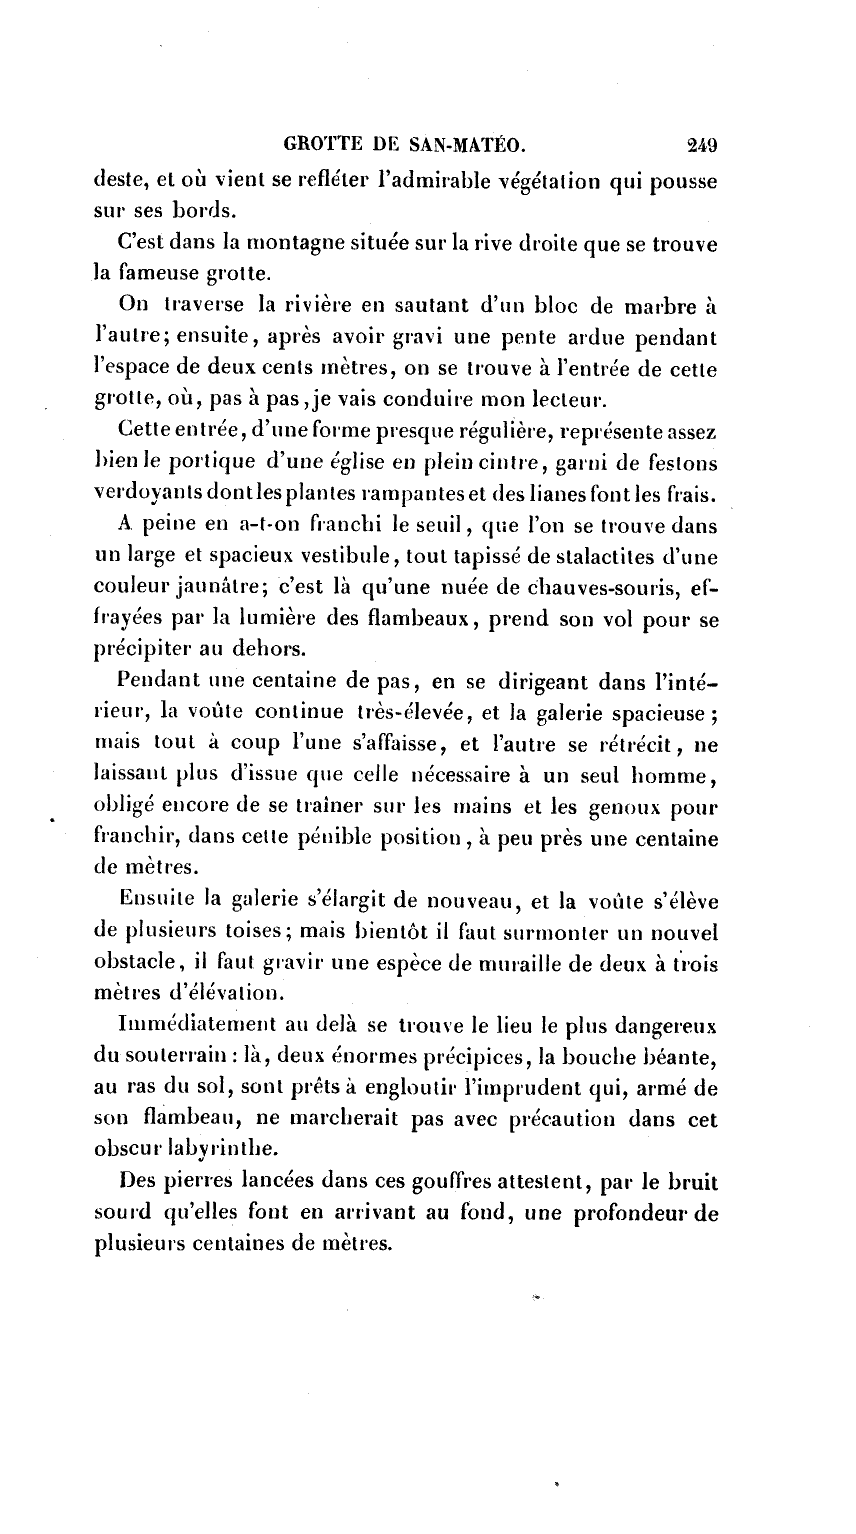 GROTTE DE SAN-MATÉO. 249
deste, et où vient se refléter l'admirable végétation qui pousse
sur ses bords.
C'est dans la montagne située sur la rive droite que se trouve
la fameuse grotte.
On traverse la rivière en sautant d'un bloc de marbre à
l'autre; ensuite, après avoir gravi une pente ardue pendant
l'espace de deux cents mètres, on se trouve à l'entrée de cette
grotte, où, pas à pas, je vais conduire mon lecteur.
Cette entrée, d'une forme presque régulière, représente assez
bien le portique d'une église en plein cintre, garni de festons
verdoyants dont les plantes rampantes et des lianes font les frais.
A peine en a-t-on franchi le seuil, que l'on se trouve dans
un large et spacieux vestibule, tout tapissé de stalactites d'une
couleur jaunâtre; c'est là qu'une nuée de chauves-souris, ef-
frayées par la lumière des flambeaux, prend son vol pour se
précipiter au dehors.
Pendant une centaine de pas, en se dirigeant dans l'inté-
rieur, la voûte continue très-élevée, et la galerie spacieuse;
mais tout à coup l'une s'affaisse, et l'autre se rétrécit, ne
laissant plus d'issue que celle nécessaire à un seul homme,
obligé encore de se traîner sur les mains et les genoux pour
franchir, dans cette pénible position, à peu près une centaine
de mètres.
Ensuite la galerie s'élargit de nouveau, et la voûte s'élève
de plusieurs toises; mais bientôt il faut surmonter un nouvel
obstacle, il faut gravir une espèce de muraille de deux à trois
mètres d'élévation.
Immédiatement au delà se trouve le lieu le plus dangereux
du souterrain : là, deux énormes précipices, la bouche béante,
au ras du sol, sont prêts à engloutir l'imprudent qui, armé de
son flambeau, ne marcherait pas avec précaution dans cet
obscur labyrinthe.
Des pierres lancées dans ces gouffres attestent, par le bruit
sourd qu'elles font en arrivant au fond, une profondeur de
plusieurs centaines de mètres.